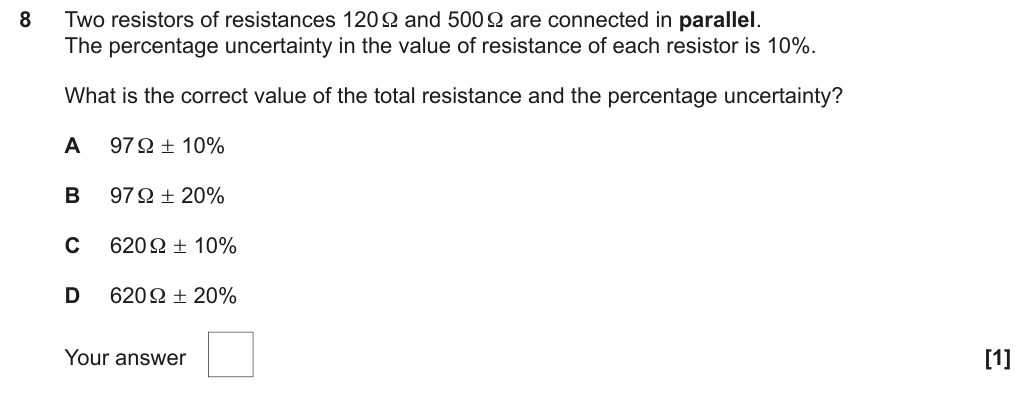 8 Two resistors of resistances 120 Ω and 500 Ω are connected in parallel.
The percentage uncertainty in the value of resistance of each resistor is 10%.
What is the correct value of the total resistance and the percentage uncertainty?
A 97 Ω ± 10%
B 97 Ω ± 20%
C 620 Ω ± 10%
D 620 Ω ± 20%
Your answer [1]